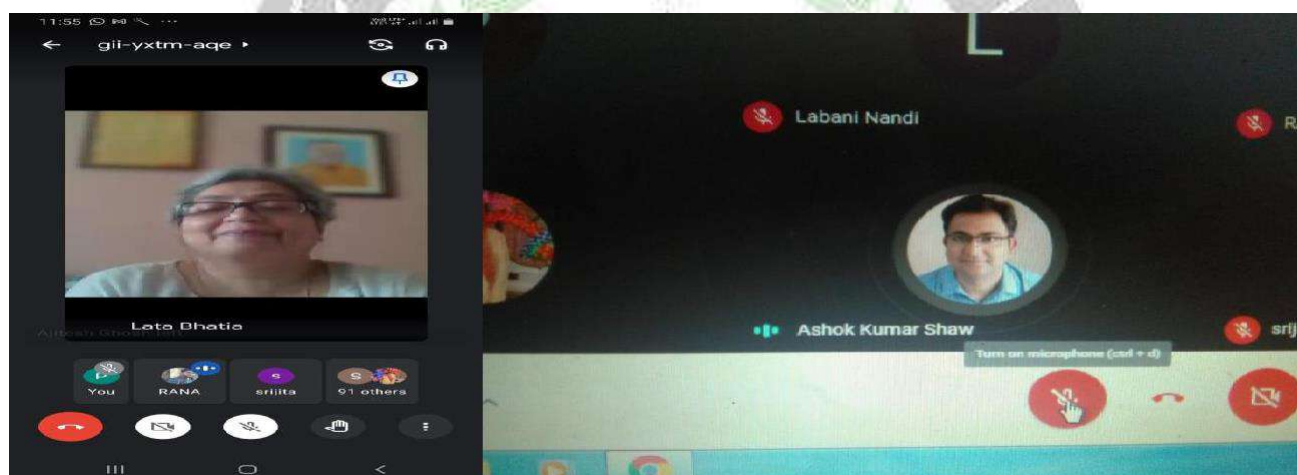 11:55
gii-yxtm-aqe
Lata Bhatia
You
RANA
srijita
S
91 others
L
Labani Nandi
R
Ashok Kumar Shaw
srij
Turn on microphone (ctrl + d)